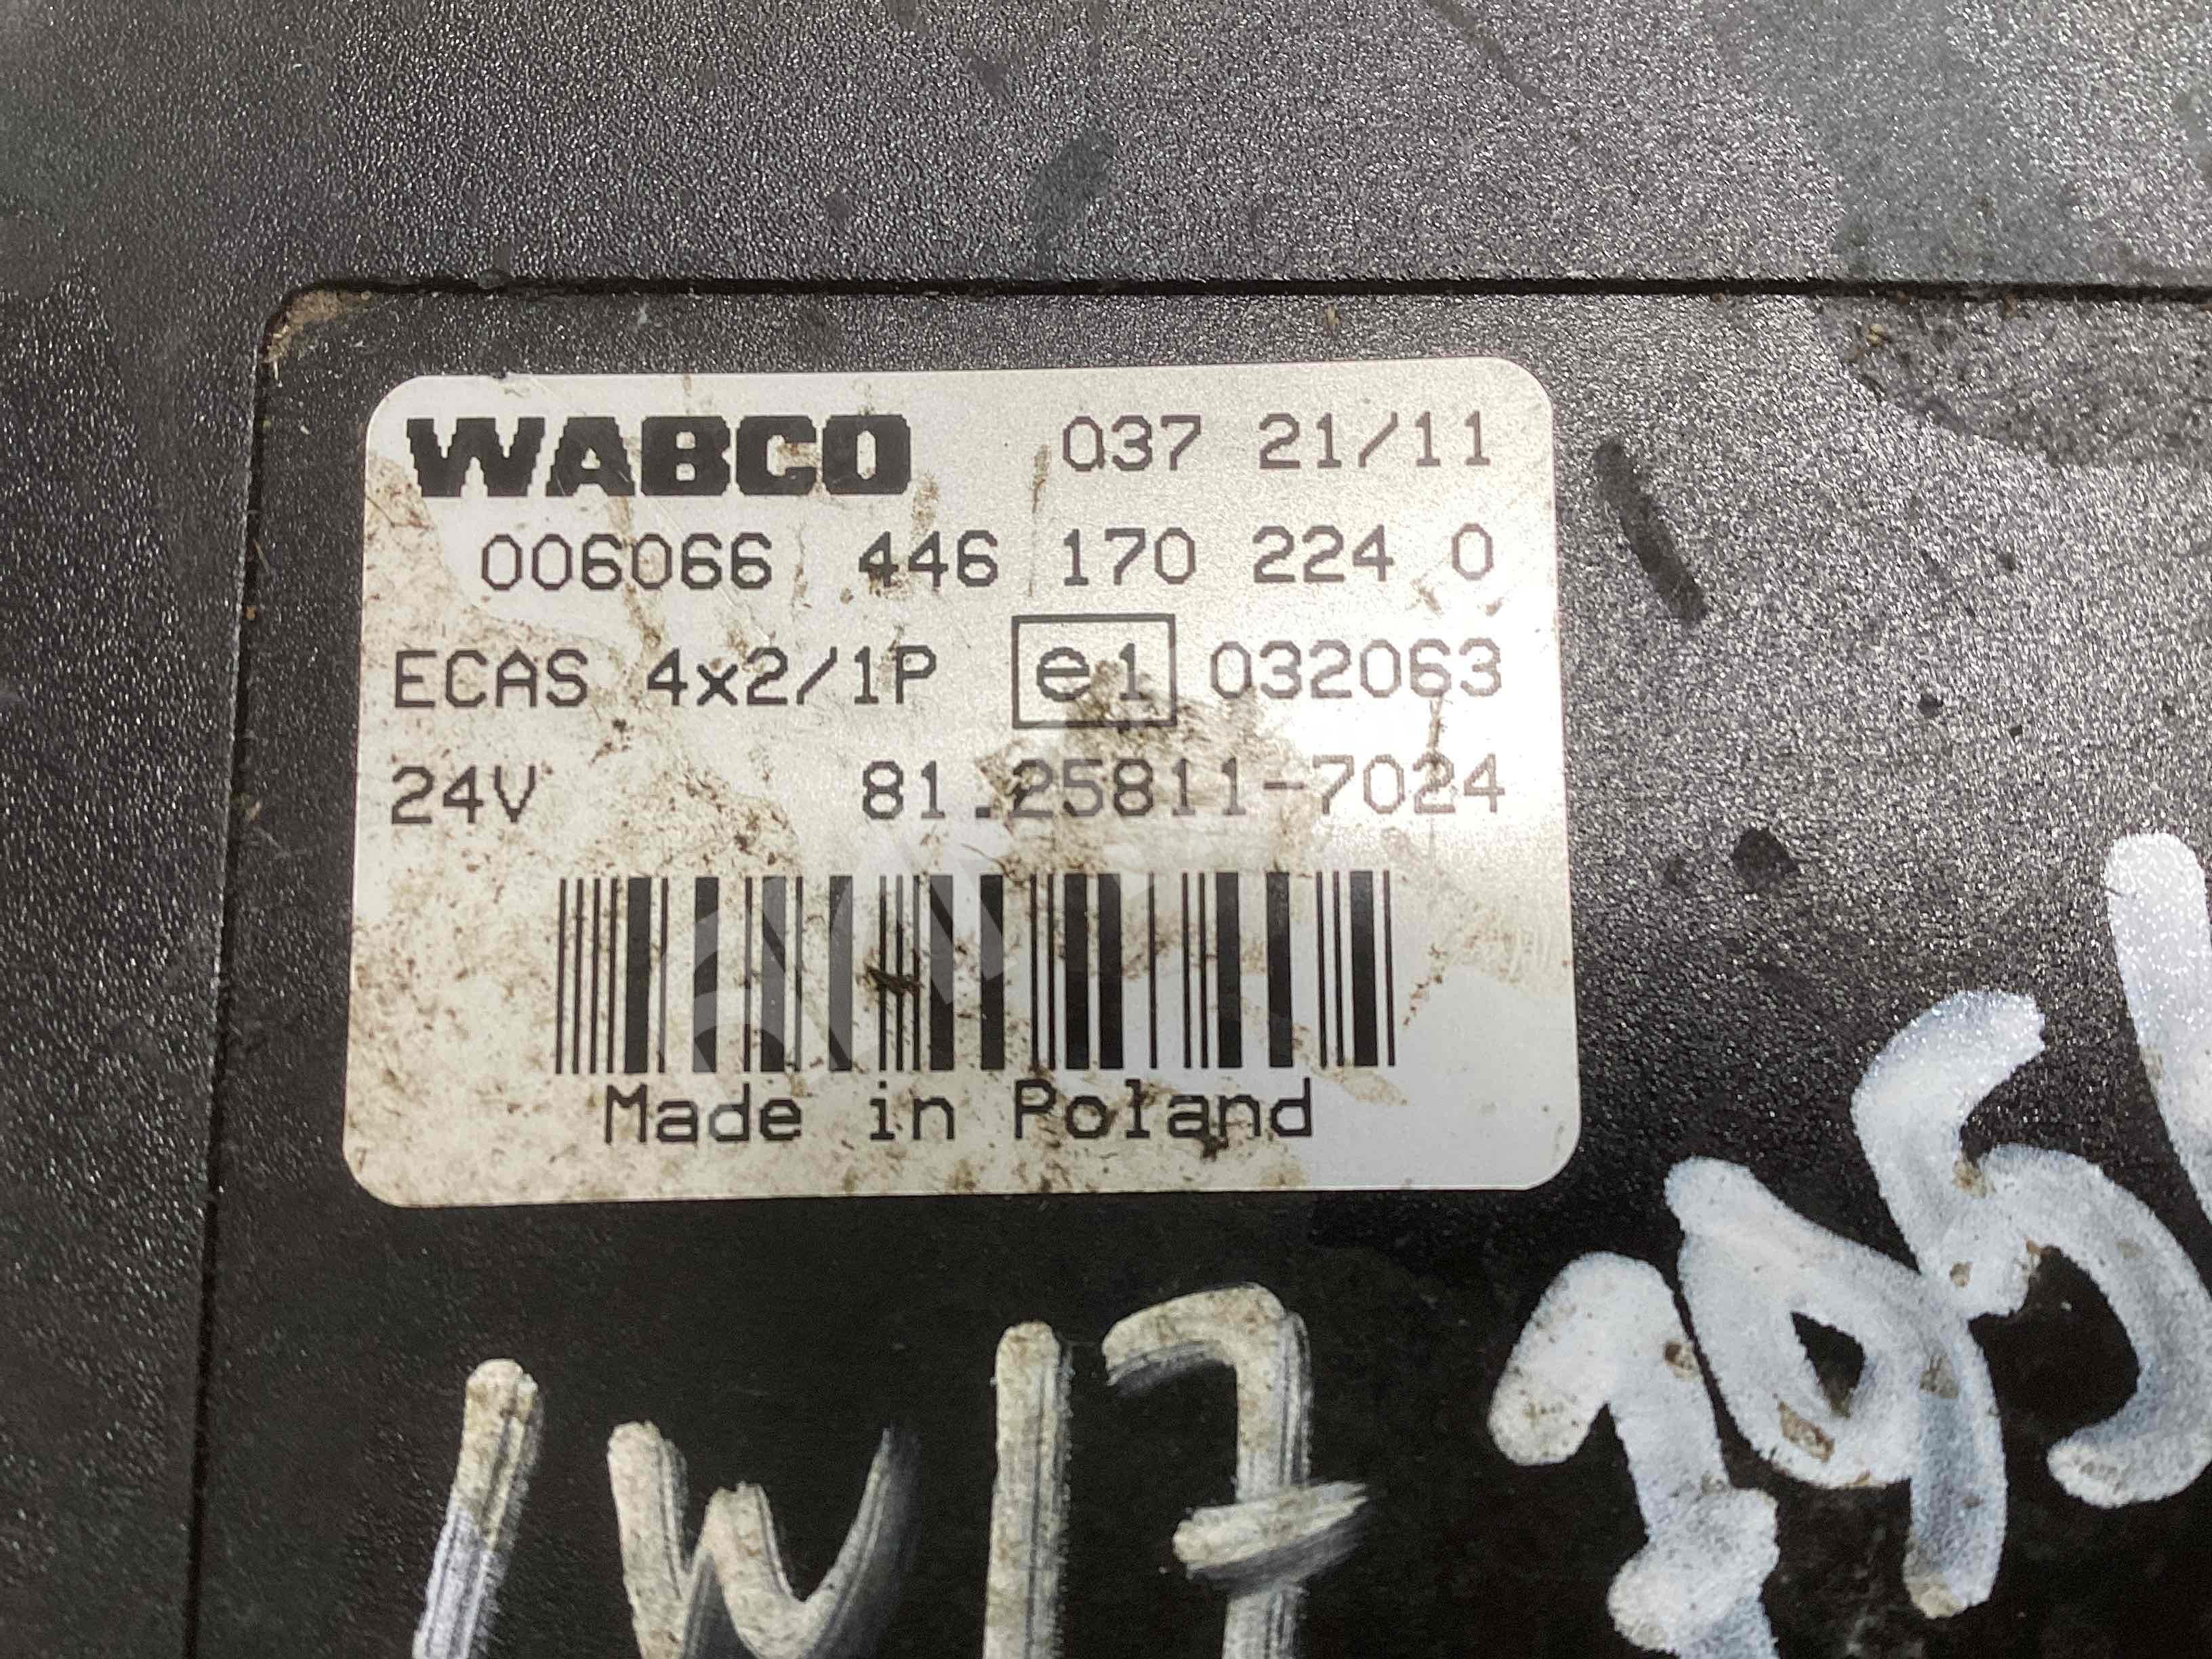 WABCO 037 21/11
006066 446 170 224 0
ECAS 4x2/1P e1 032063
24V 81.25811-7024
Made in Poland